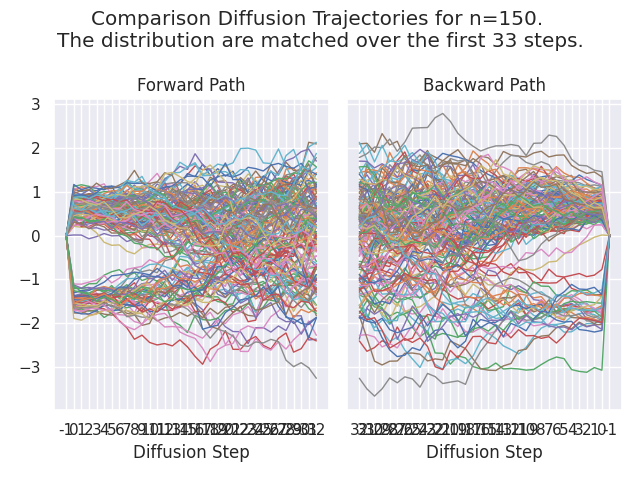 Comparison Diffusion Trajectories for n=150.
The distribution are matched over the first 33 steps.
Forward Path
Backward Path
3
2
1
0
−1
−2
−3
Diffusion Step
Diffusion Step